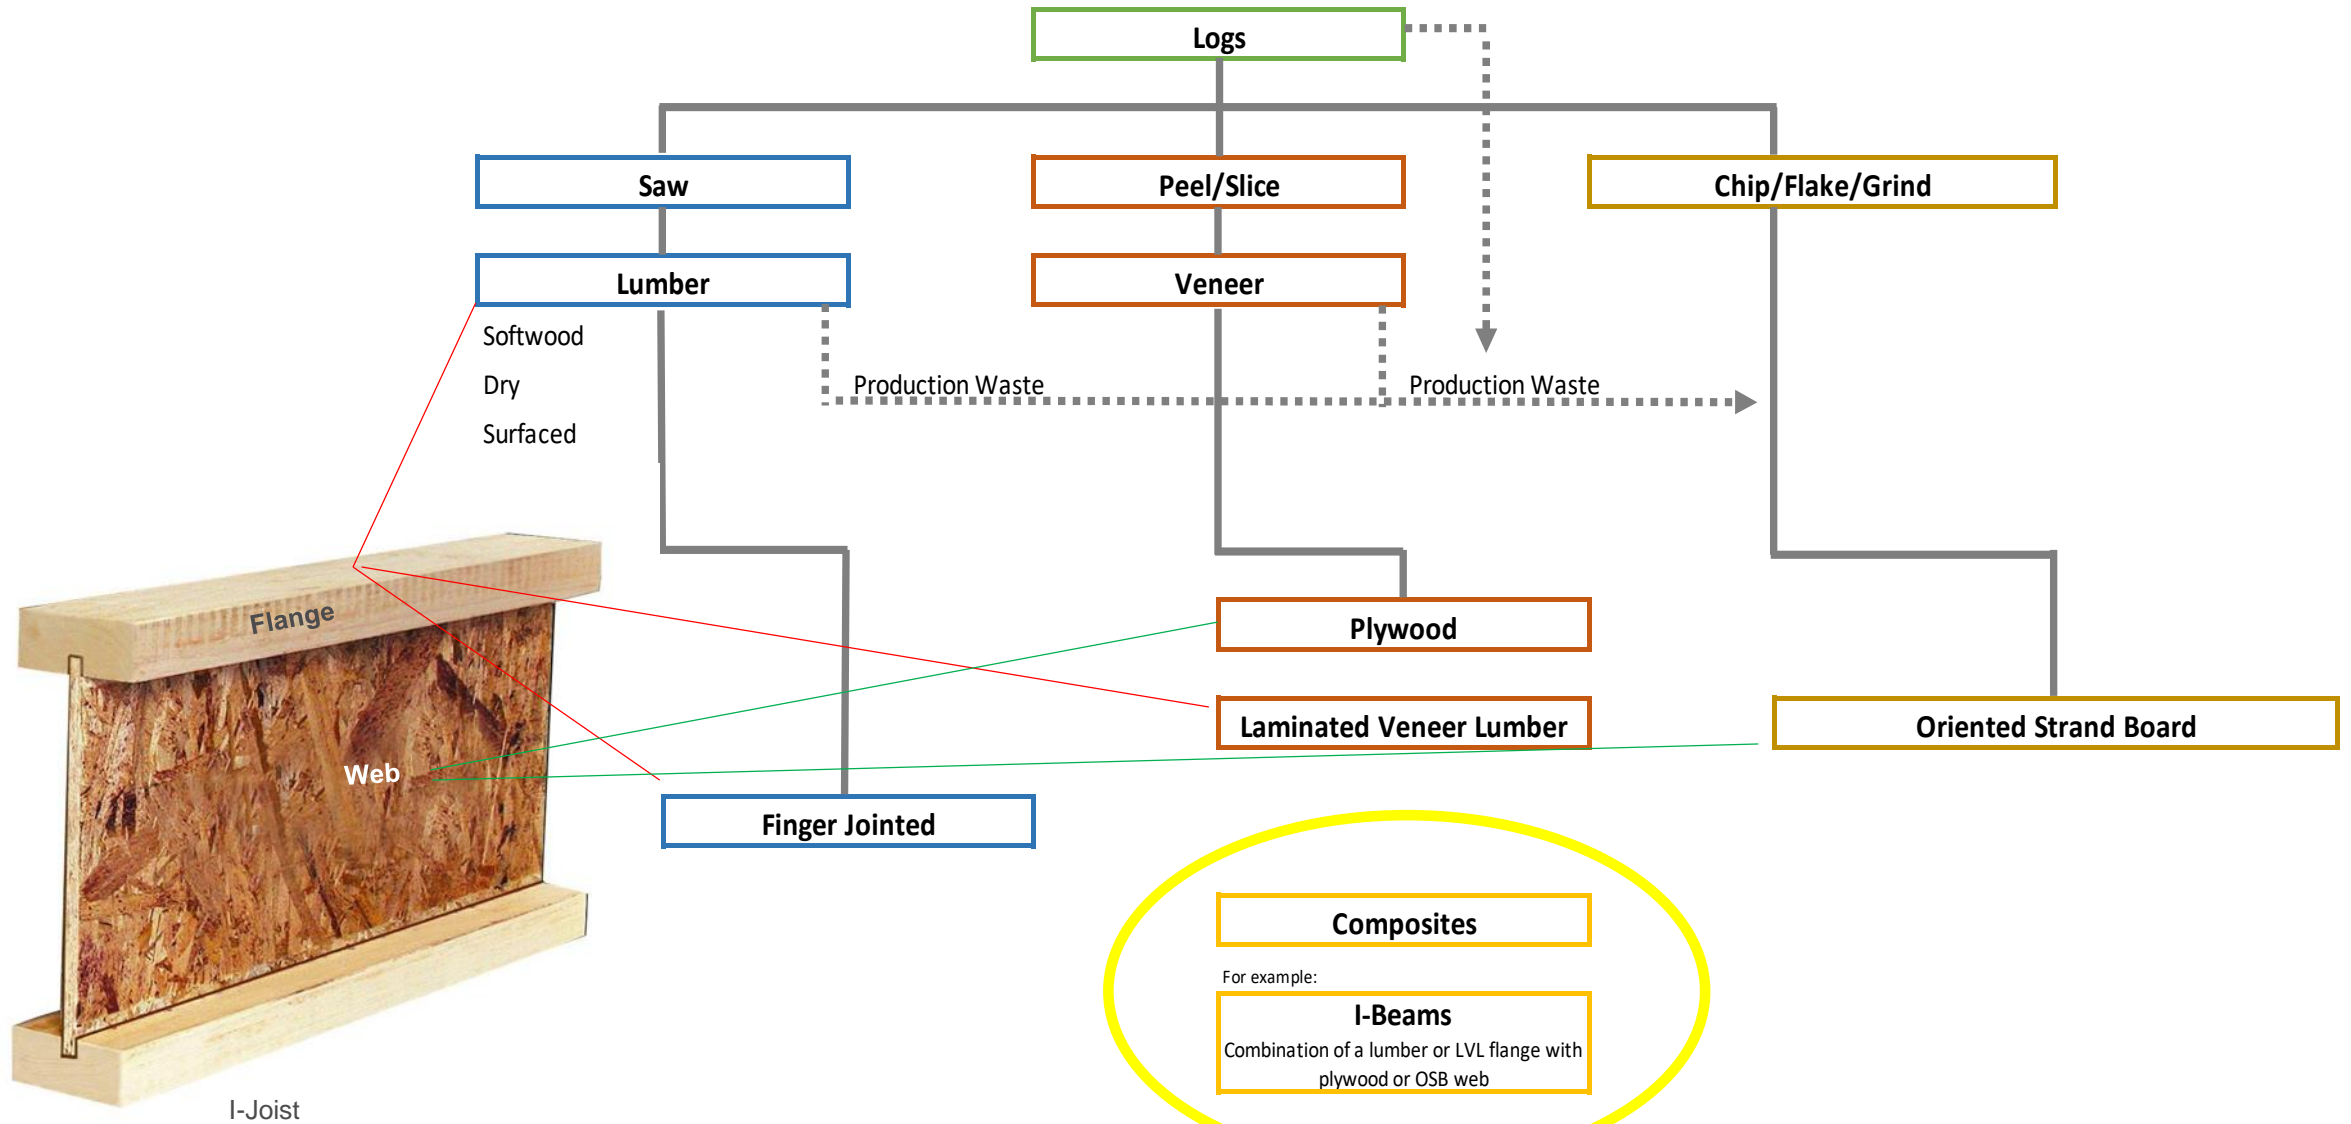 Logs
Saw
Peel/Slice
Chip/Flake/Grind
Lumber
Veneer
Softwood
Dry
Surfaced
Production Waste
Production Waste
Flange
Web
Plywood
Laminated Veneer Lumber
Oriented Strand Board
Finger Jointed
Composites
For example:
I-Beams
Combination of a lumber or LVL flange with
plywood or OSB web
I-Joist